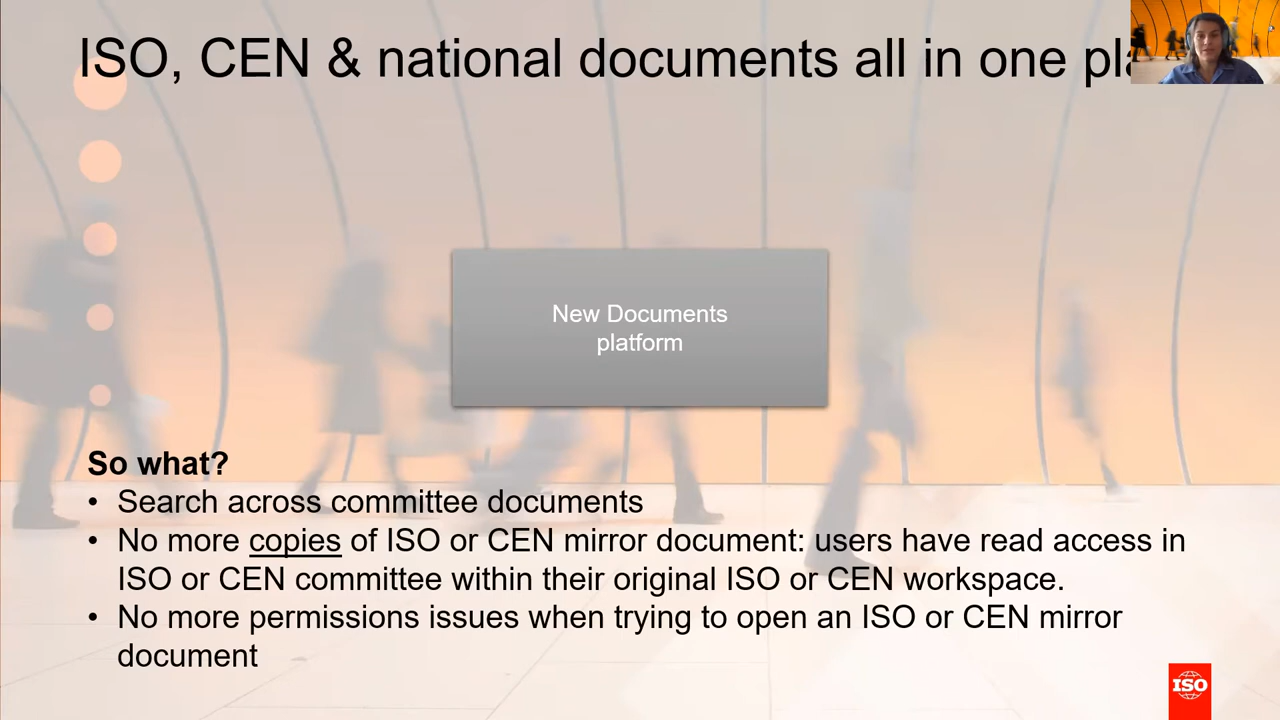 ISO, CEN & national documents all in one
New Documents
platform
So what?
• Search across committee documents
• No more copies of ISO or CEN mirror document: users have read access in
ISO or CEN committee within their original ISO or CEN workspace.
• No more permissions issues when trying to open an ISO or CEN mirror
document
ISO